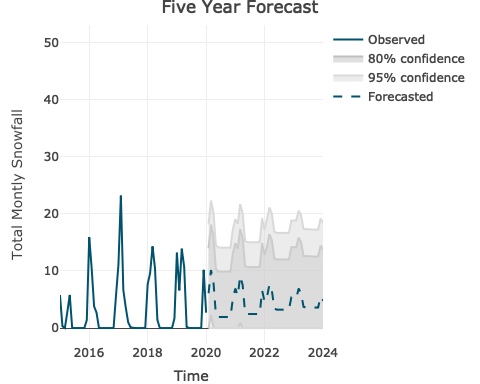 Five Year Forecast
Total Montly Snowfall
50
40
30
20
10
0
2016
2018
2020
2022
2024
Time
Observed
80% confidence
95% confidence
Forecasted